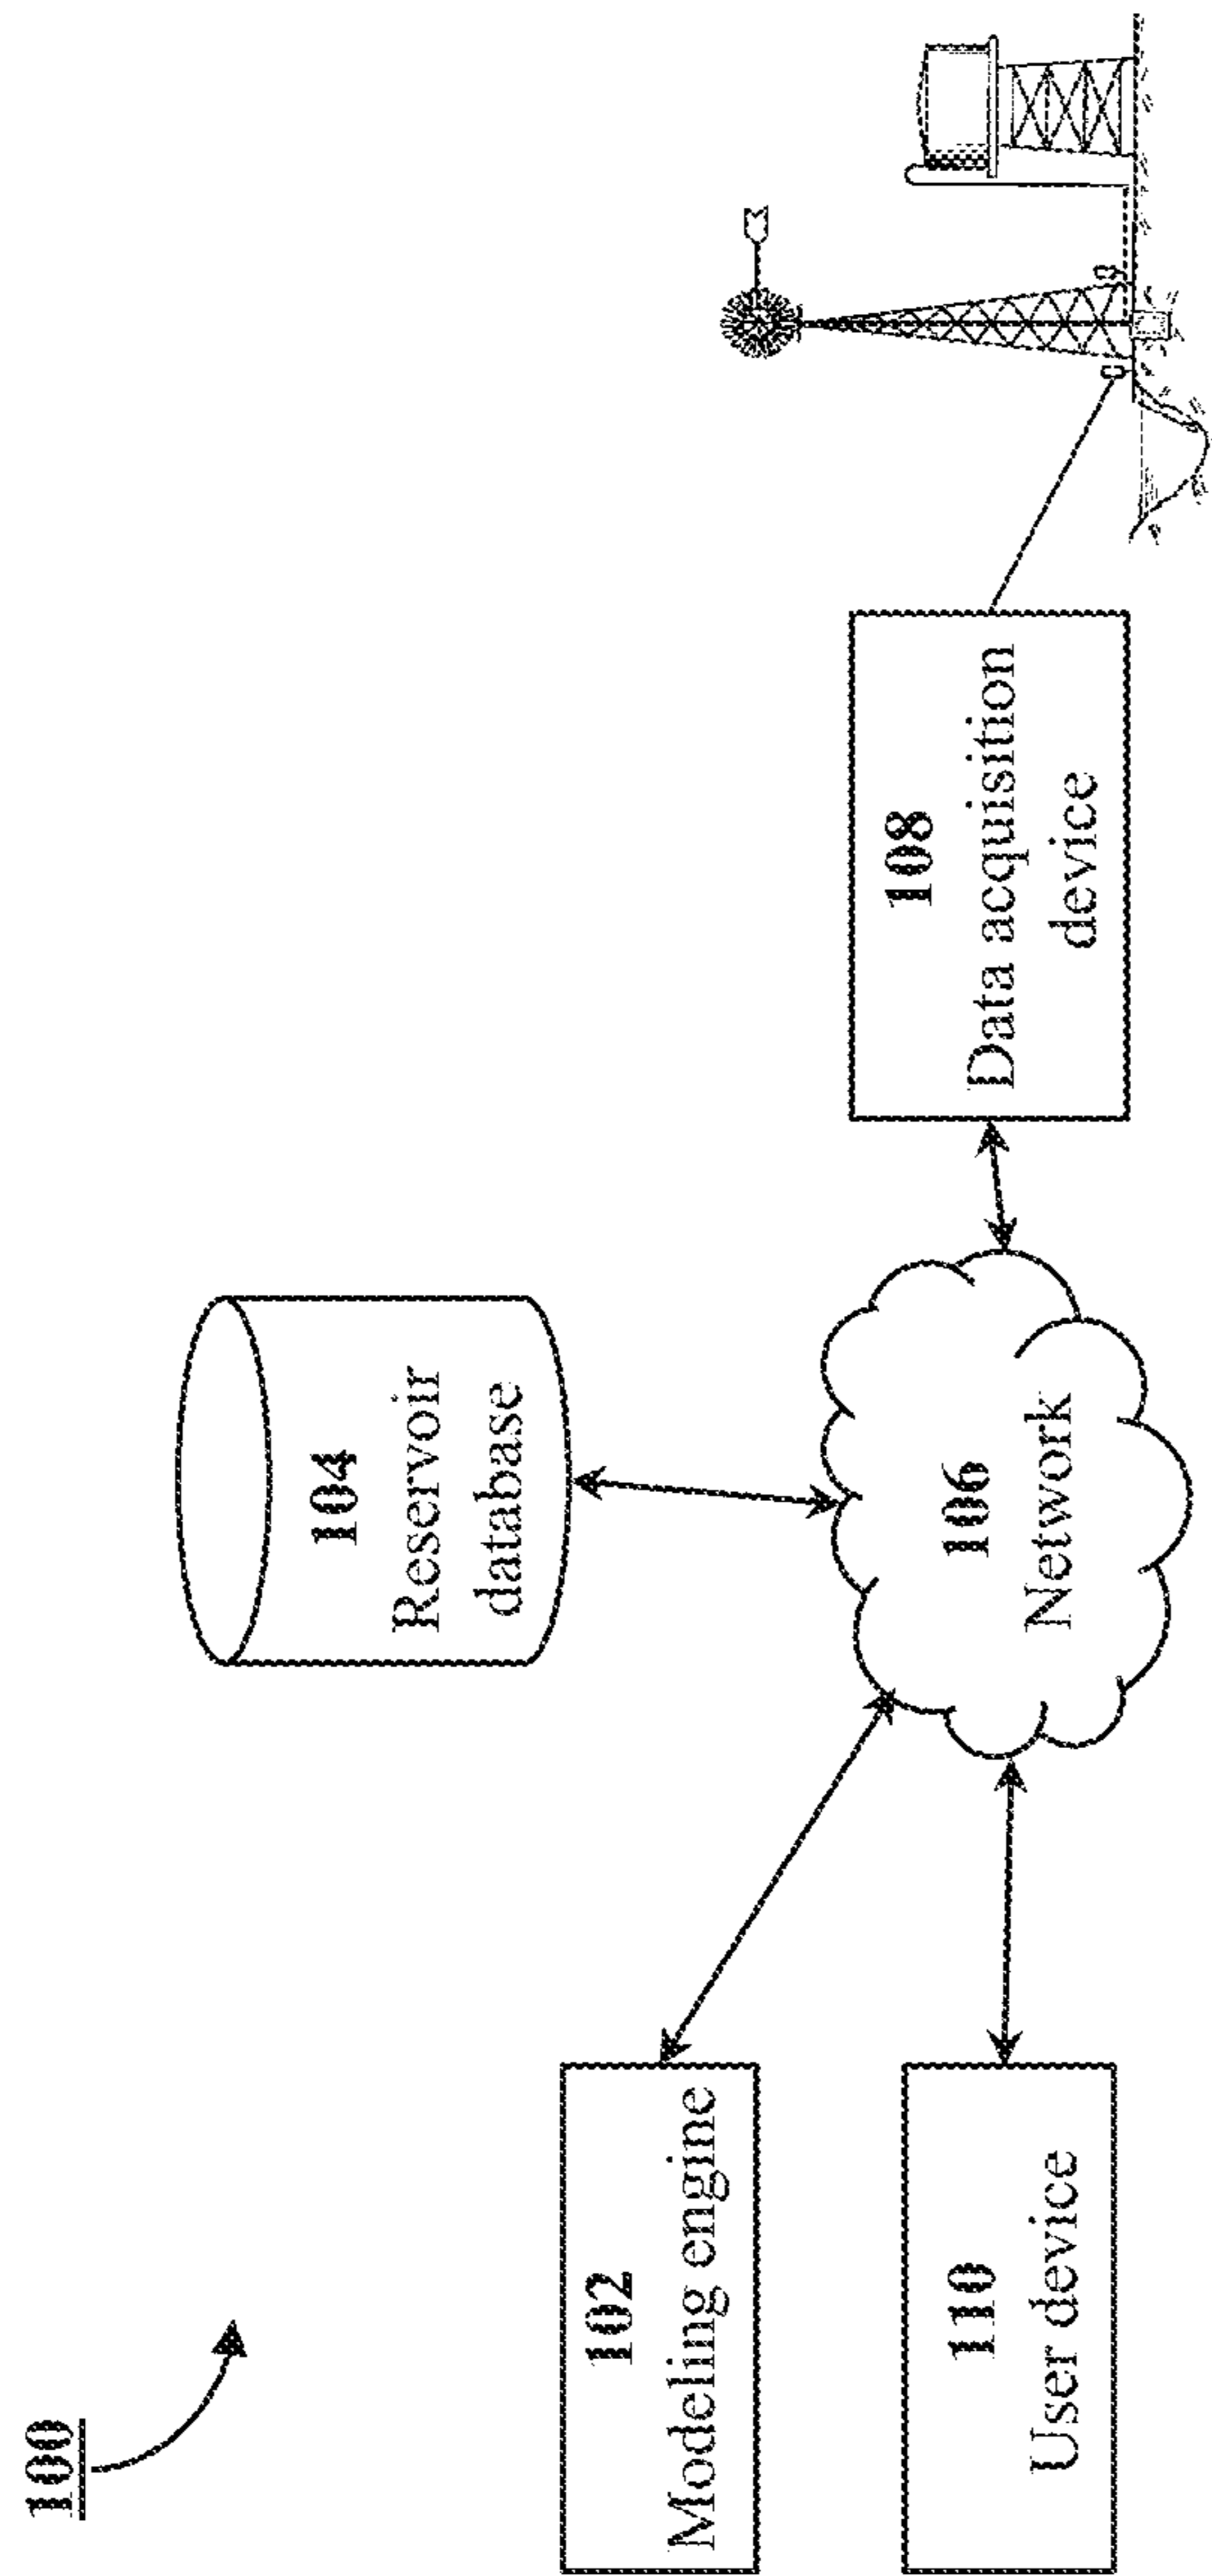 100
102
Modeling engine
110
User device
104
Reservoir
database
106
Network
108
Data acquisition
device